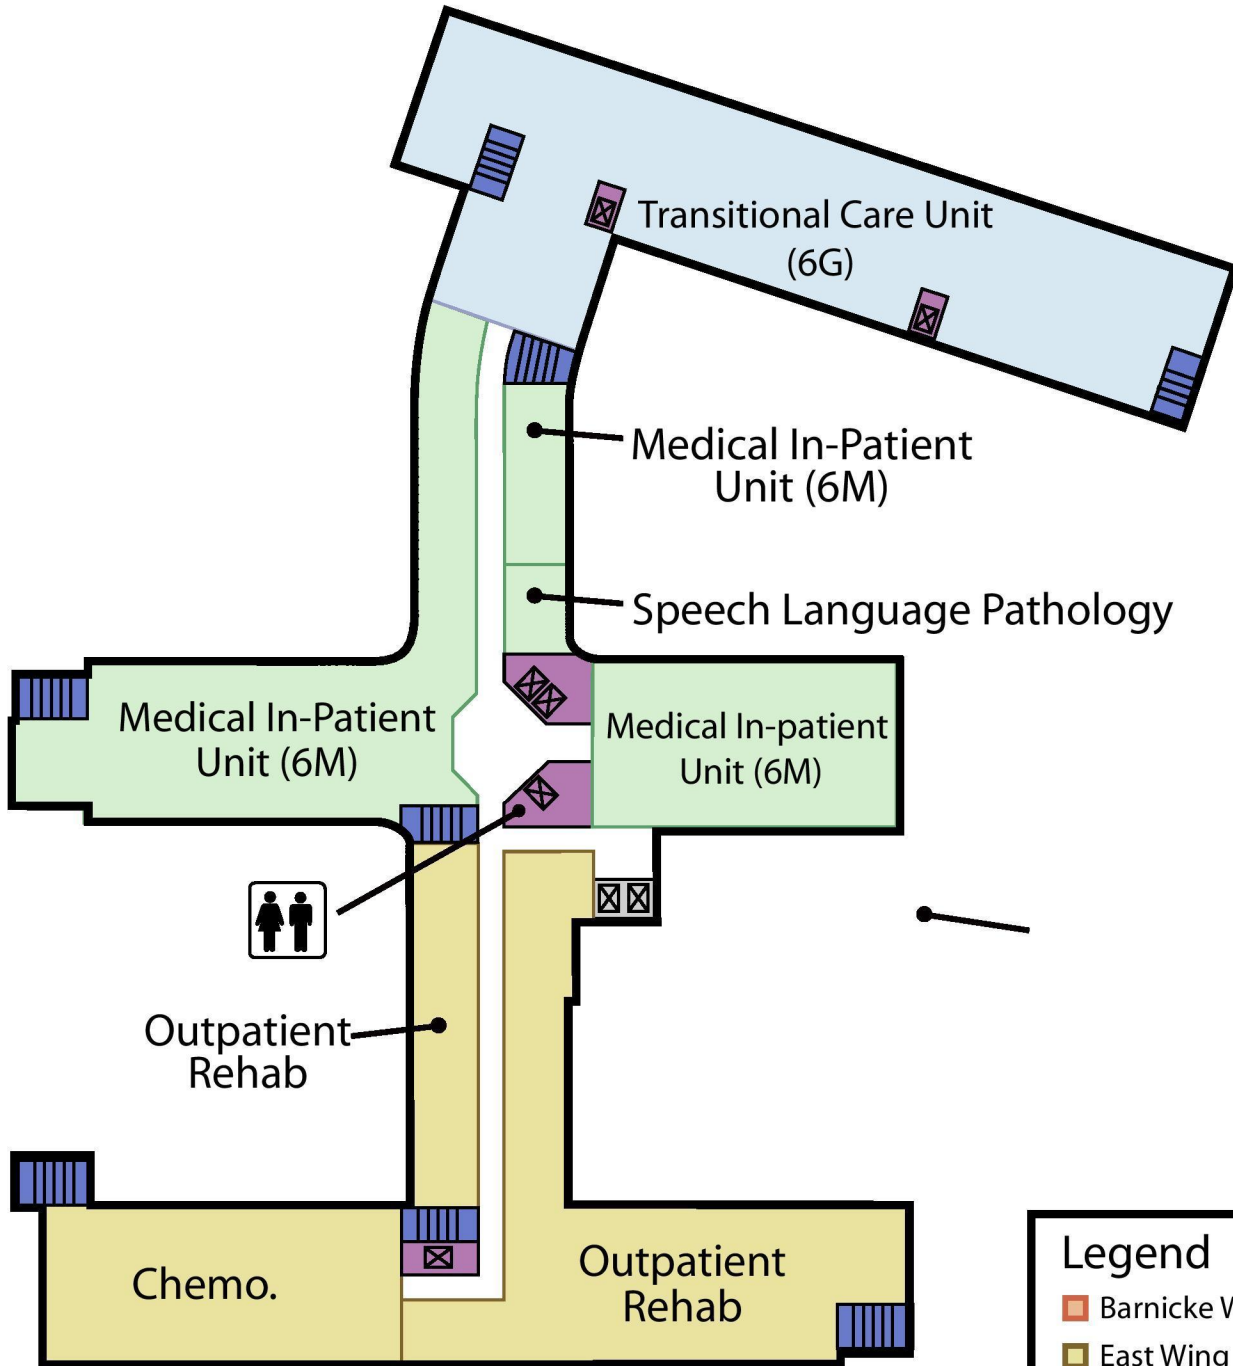 Transitional Care Unit
(6G)
Medical In-Patient
Unit (6M)
Speech Language Pathology
Medical In-Patient
Unit (6M)
Medical In-patient
Unit (6M)
Outpatient
Rehab
Chemo.
Outpatient
Rehab
Legend
Barnicke W
East Wing